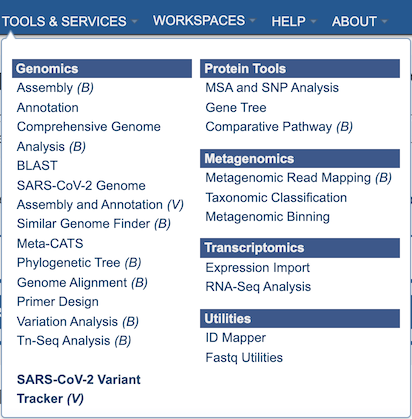 TOOLS & SERVICES WORKSPACES HELP ABOUT
Genomics
Assembly (B)
Annotation
Comprehensive Genome
Analysis (B)
BLAST
SARS-CoV-2 Genome
Assembly and Annotation (V)
Similar Genome Finder (B)
Meta-CATS
Phylogenetic Tree (B)
Genome Alignment (B)
Primer Design
Variation Analysis (B)
Tn-Seq Analysis (B)
SARS-CoV-2 Variant
Tracker (V)
Protein Tools
MSA and SNP Analysis
Gene Tree
Comparative Pathway (B)
Metagenomics
Metagenomic Read Mapping (B)
Taxonomic Classification
Metagenomic Binning
Transcriptomics
Expression Import
RNA-Seq Analysis
Utilities
ID Mapper
Fastq Utilities